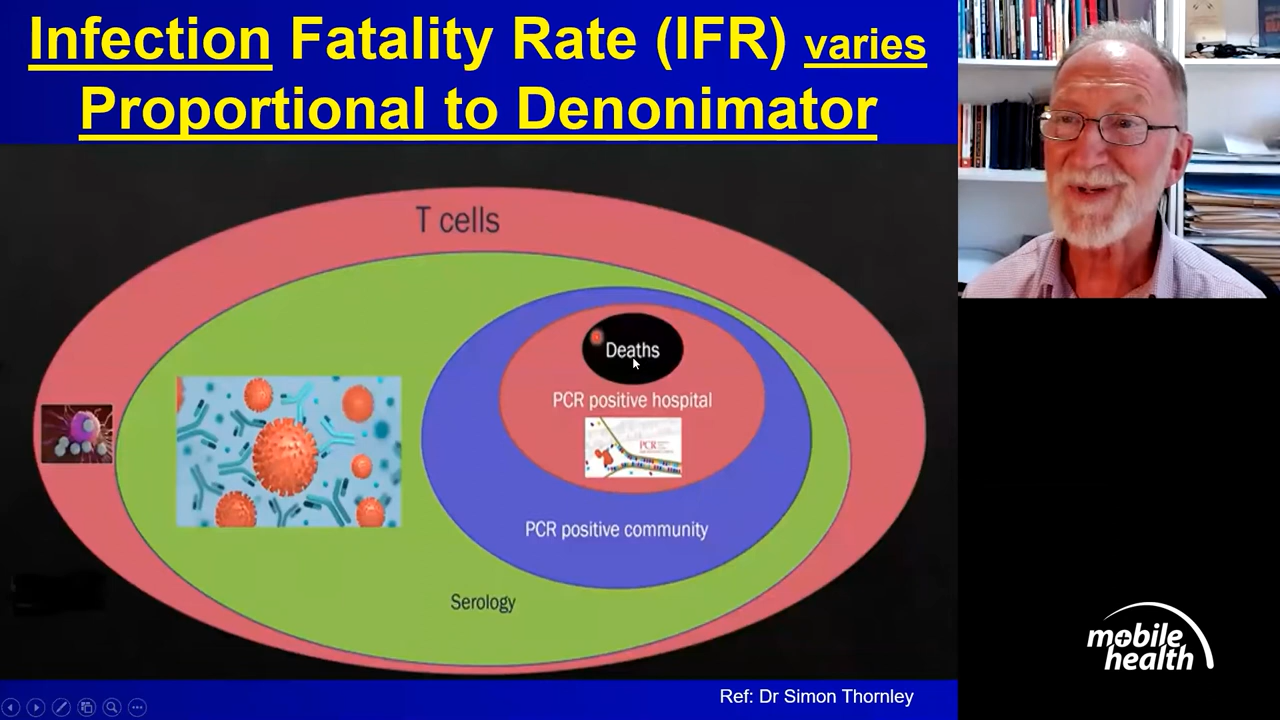 Infection Fatality Rate (IFR) varies
Proportional to Denonimator
T cells
Deaths
PCR positive hospital
PCR
PCR positive community
Serology
Ref: Dr Simon Thornley
mobile
health